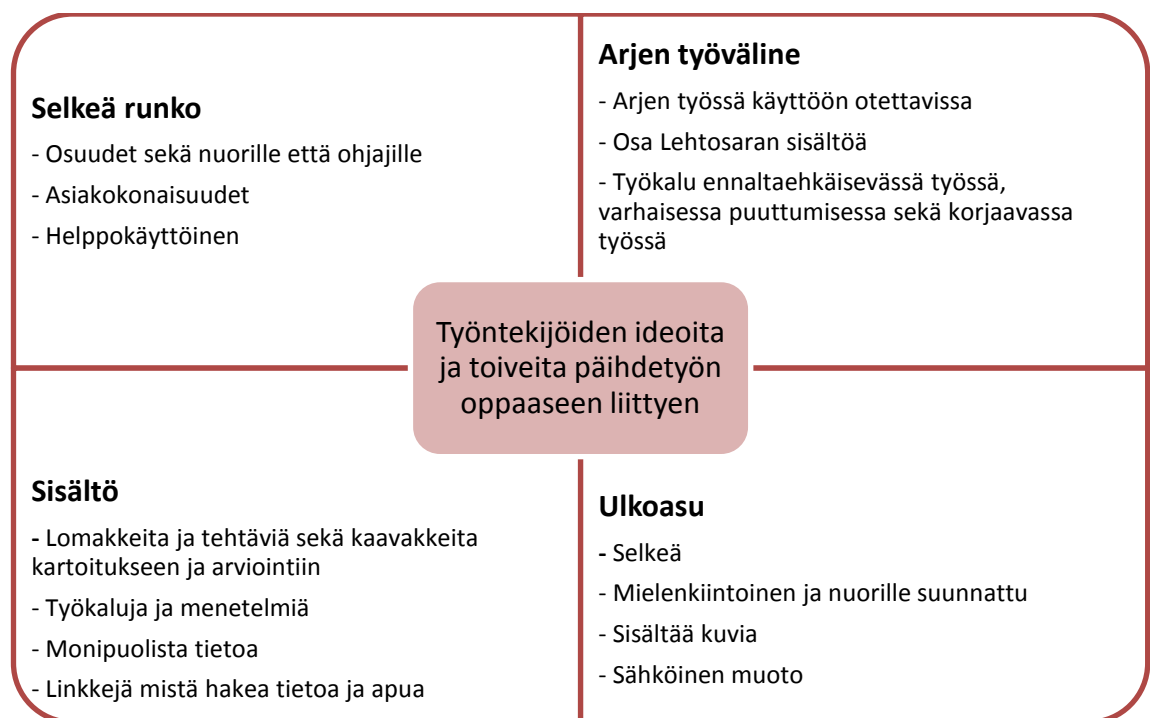 Selkeä runko
- Osuudet sekä nuorille että ohjajille
- Asiakokonaisuudet
- Helppokäyttöinen
Arjen työväline
- Arjen työssä käyttöön otettavissa
- Osa Lehtosaran sisältöä
- Työkalu ennaltaehkäisevässä työssä,
varhaisessa puuttumisessa sekä korjaavassa
työssä
Työntekijöiden ideoita
ja toiveita päihdetyön
oppaaseen liittyen
Sisältö
- Lomakkeita ja tehtäviä sekä kaavakkeita
kartoitukseen ja arviointiin
- Työkaluja ja menetelmiä
- Monipuolista tietoa
- Linkkejä mistä hakea tietoa ja apua
Ulkoasu
- Selkeä
- Mielenkiintoinen ja nuorille suunnattu
- Sisältää kuvia
- Sähköinen muoto